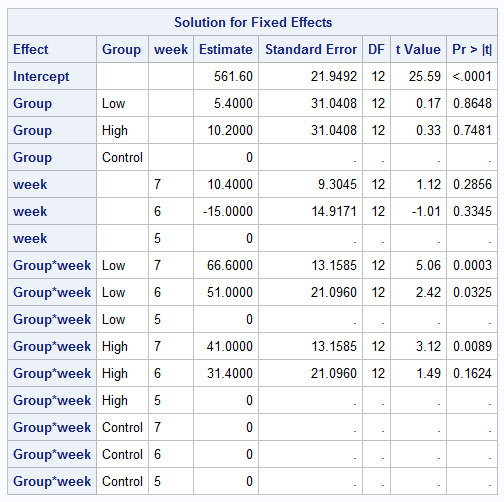 Solution for Fixed Effects
Effect Group week Estimate Standard Error DF t Value Pr > |t|
Intercept 561.60 21.9492 12 25.59 <.0001
Group Low 5.4000 31.0408 12 0.17 0.8648
Group High 10.2000 31.0408 12 0.33 0.7481
Group Control 0 . . . .
week 7 10.4000 9.3045 12 1.12 0.2856
week 6 -15.0000 14.9171 12 -1.01 0.3345
week 5 0 . . . .
Group*week Low 7 66.6000 13.1585 12 5.06 0.0003
Group*week Low 6 51.0000 21.0960 12 2.42 0.0325
Group*week Low 5 0 . . . .
Group*week High 7 41.0000 13.1585 12 3.12 0.0089
Group*week High 6 31.4000 21.0960 12 1.49 0.1624
Group*week High 5 0 . . . .
Group*week Control 7 0 . . . .
Group*week Control 6 0 . . . .
Group*week Control 5 0 . . . .